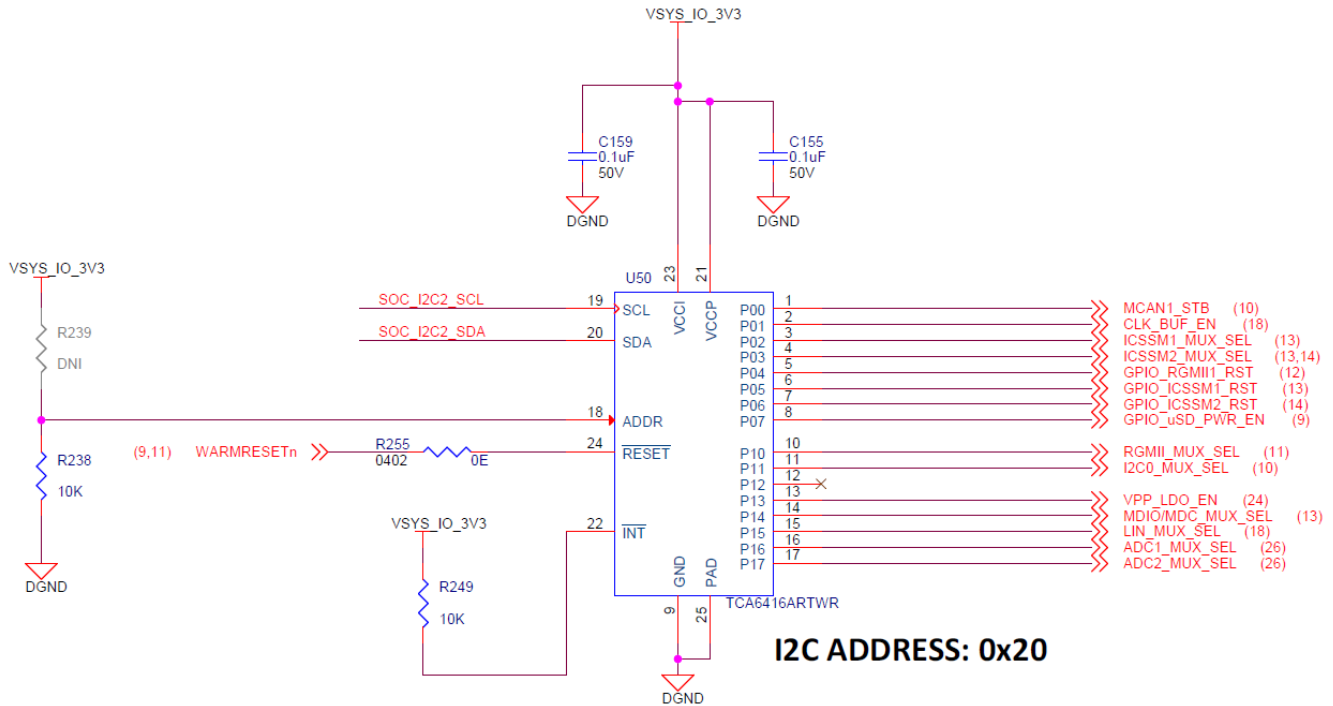 VSYS_IO_3V3
C159
0.1uF
50V
DGND
C155
0.1uF
50V
DGND
VSYS_IO_3V3
R239
DNI
R238
10K
DGND
SOC_I2C2_SCL
SOC_I2C2_SDA
(9,11) WARMRESETn
R255
0402 0E
VSYS_IO_3V3
R249
10K
U50
23 21
VCCI VCCP
19 SCL
20 SDA
18 ADDR
24 RESET
22 INT
GND PAD
9 25
DGND
TCA6416ARTWR
P00 1 MCAN1_STB (10)
P01 2 CLK_BUF_EN (18)
P02 3 ICSSM1_MUX_SEL (13)
P03 4 ICSSM2_MUX_SEL (13,14)
P04 5 GPIO_RGMII1_RST (12)
P05 6 GPIO_ICSSM1_RST (13)
P06 7 GPIO_ICSSM2_RST (14)
P07 8 GPIO_uSD_PWR_EN (9)
P10 10 RGMII_MUX_SEL (11)
P11 11 I2C0_MUX_SEL (10)
P12 12
P13 13 VPP_LDO_EN (24)
P14 14 MDIO/MDC_MUX_SEL (13)
P15 15 LIN_MUX_SEL (18)
P16 16 ADC1_MUX_SEL (26)
P17 17 ADC2_MUX_SEL (26)
I2C ADDRESS: 0x20